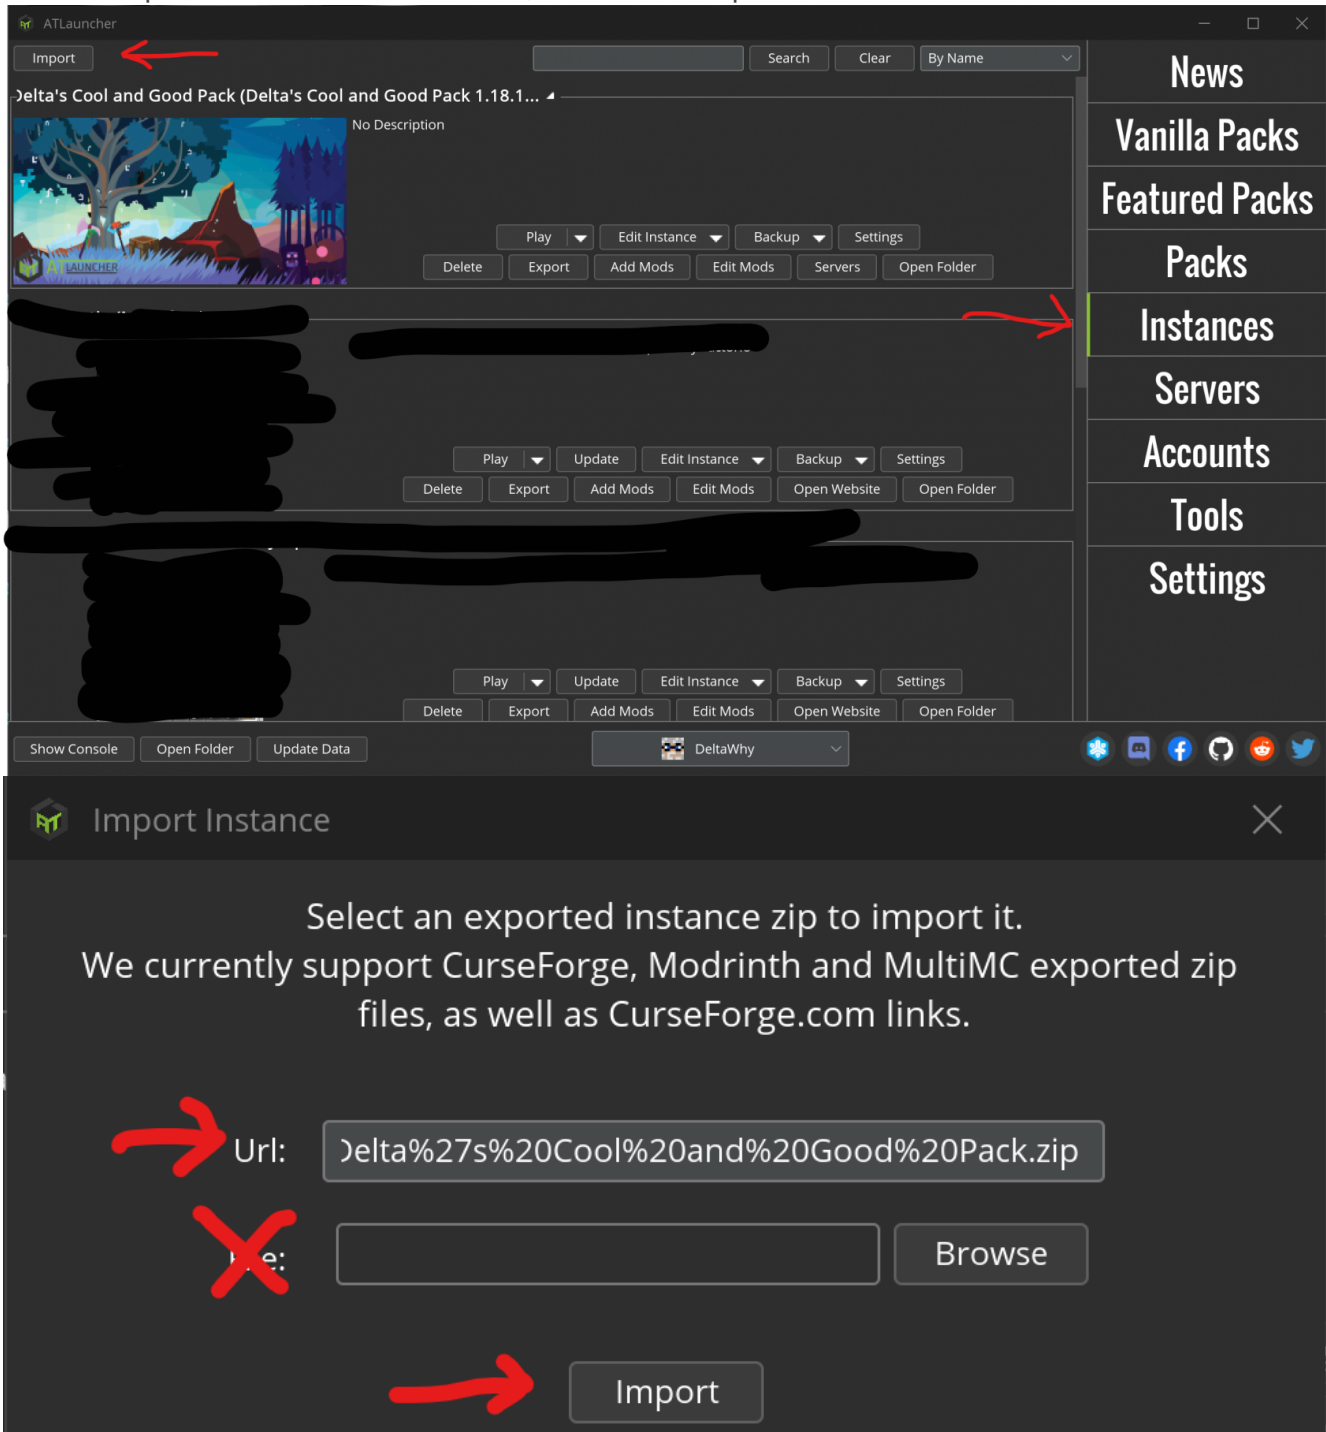 ATLauncher
Import
Search
Clear
By Name
Delta's Cool and Good Pack (Delta's Cool and Good Pack 1.18.1...
No Description
ATLAUNCHER
Play
Edit Instance
Backup
Settings
Delete
Export
Add Mods
Edit Mods
Servers
Open Folder
Play
Update
Edit Instance
Backup
Settings
Delete
Export
Add Mods
Edit Mods
Open Website
Open Folder
Play
Update
Edit Instance
Backup
Settings
Delete
Export
Add Mods
Edit Mods
Open Website
Open Folder
News
Vanilla Packs
Featured Packs
Packs
Instances
Servers
Accounts
Tools
Settings
Show Console
Open Folder
Update Data
DeltaWhy
Import Instance
Select an exported instance zip to import it.
We currently support CurseForge, Modrinth and MultiMC exported zip
files, as well as CurseForge.com links.
Url:
Delta%27s%20Cool%20and%20Good%20Pack.zip
Browse
Import